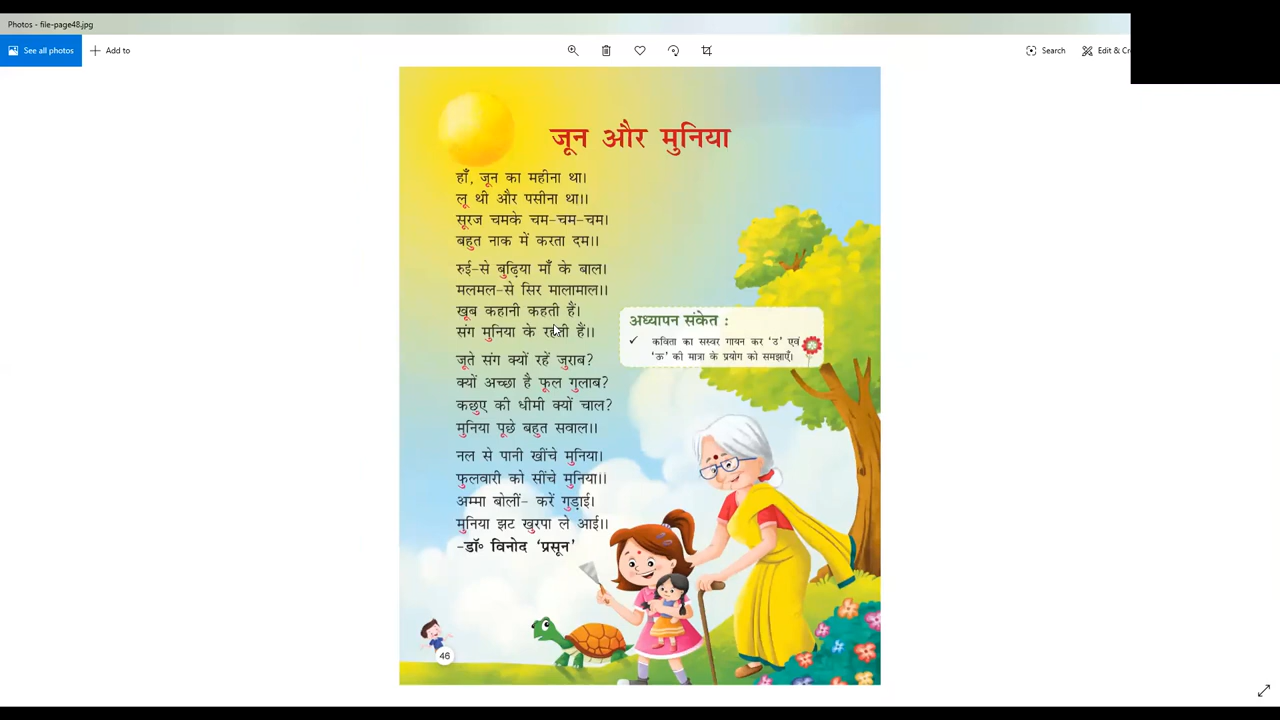 Photos - file-page48.jpg
See all photos
Add to
Search
Edit & Cr
जून और मुनिया
हाँ, जून का महीना था।
लू थी और पसीना था।।
सूरज चमके चम-चम-चम।
बहुत नाक में करता दम।।
रुई-से बुढ़िया माँ के बाल।
मलमल-से सिर मालामाल।।
खूब कहानी कहती हैं।
संग मुनिया के रहती हैं।।
जूते संग क्यों रहें जुराब?
क्यों अच्छा है फूल गुलाब?
कछुए की धीमी क्यों चाल?
मुनिया पूछे बहुत सवाल।।
नल से पानी खींचे मुनिया।
फुलवारी को सींचे मुनिया।।
अम्मा बोलीं- करें गुड़ाई।
मुनिया झट खुरपा ले आई।।
-डॉ॰ विनोद ‘प्रसून’
अध्यापन संकेत :
✓ कविता का सस्वर गायन कर ‘उ’ एवं
‘ऊ’ की मात्रा के प्रयोग को समझाएँ।
46